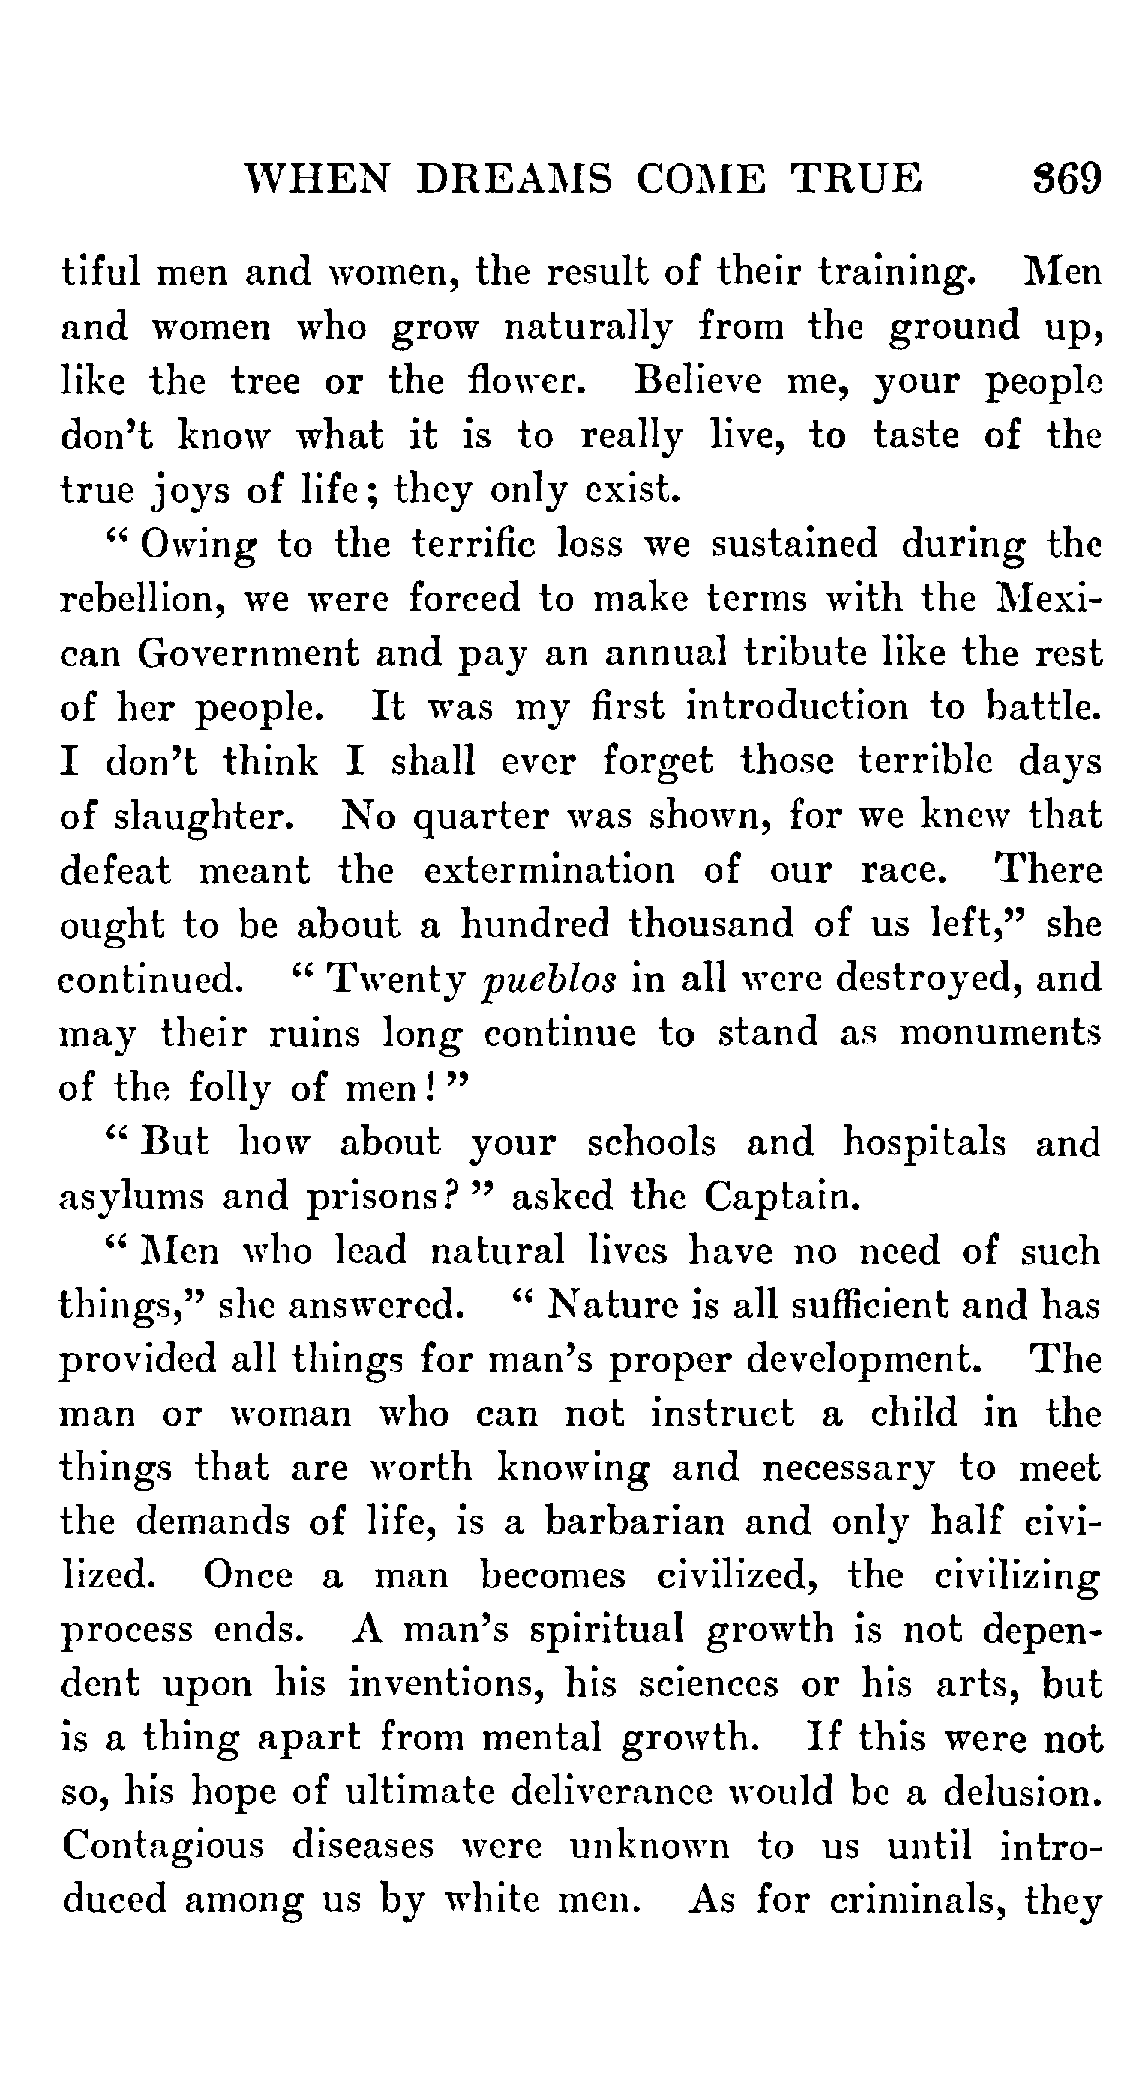 WHEN DREAMS COME TRUE 369
tiful men and women, the result of their training. Men
and women who grow naturally from the ground up,
like the tree or the flower. Believe me, your people
don't know what it is to really live, to taste of the
true joys of life; they only exist.
" Owing to the terrific loss we sustained during the
rebellion, we were forced to make terms with the Mexi-
can Government and pay an annual tribute like the rest
of her people. It was my first introduction to battle.
I don't think I shall ever forget those terrible days
of slaughter. No quarter was shown, for we knew that
defeat meant the extermination of our race. There
ought to be about a hundred thousand of us left," she
continued. " Twenty pueblos in all were destroyed, and
may their ruins long continue to stand as monuments
of the folly of men! "
" But how about your schools and hospitals and
asylums and prisons? " asked the Captain.
" Men who lead natural lives have no need of such
things," she answered. " Nature is all sufficient and has
provided all things for man's proper development. The
man or woman who can not instruct a child in the
things that are worth knowing and necessary to meet
the demands of life, is a barbarian and only half civi-
lized. Once a man becomes civilized, the civilizing
process ends. A man's spiritual growth is not depen-
dent upon his inventions, his sciences or his arts, but
is a thing apart from mental growth. If this were not
so, his hope of ultimate deliverance would be a delusion.
Contagious diseases were unknown to us until intro-
duced among us by white men. As for criminals, they